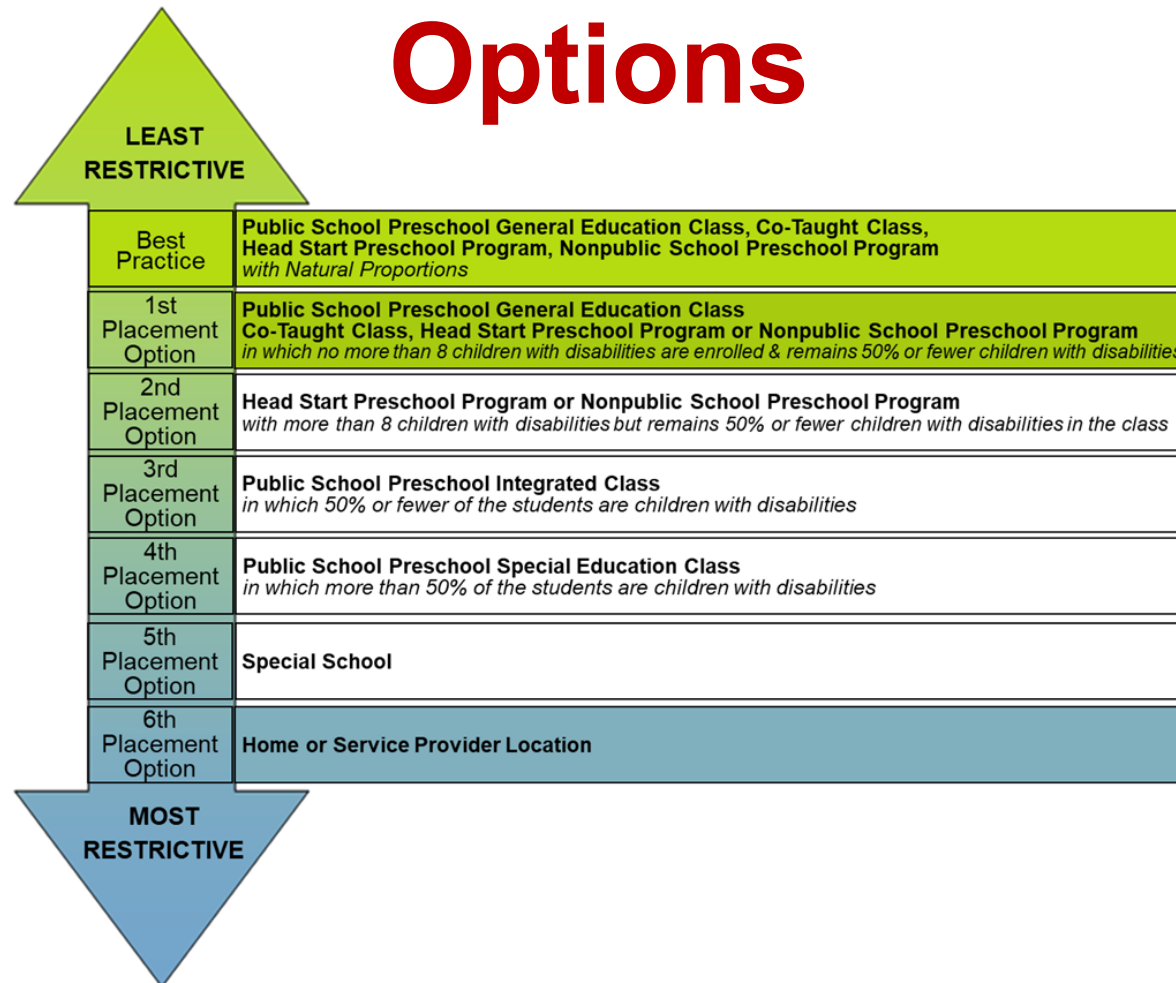 Options
LEAST
RESTRICTIVE
Best
Practice
Public School Preschool General Education Class, Co-Taught Class,
Head Start Preschool Program, Nonpublic School Preschool Program
with Natural Proportions
1st
Placement
Option
Public School Preschool General Education Class
Co-Taught Class, Head Start Preschool Program or Nonpublic School Preschool Program
in which no more than 8 children with disabilities are enrolled & remains 50% or fewer children with disabilities
2nd
Placement
Option
Head Start Preschool Program or Nonpublic School Preschool Program
with more than 8 children with disabilities but remains 50% or fewer children with disabilities in the class
3rd
Placement
Option
Public School Preschool Integrated Class
in which 50% or fewer of the students are children with disabilities
4th
Placement
Option
Public School Preschool Special Education Class
in which more than 50% of the students are children with disabilities
5th
Placement
Option
Special School
6th
Placement
Option
Home or Service Provider Location
MOST
RESTRICTIVE